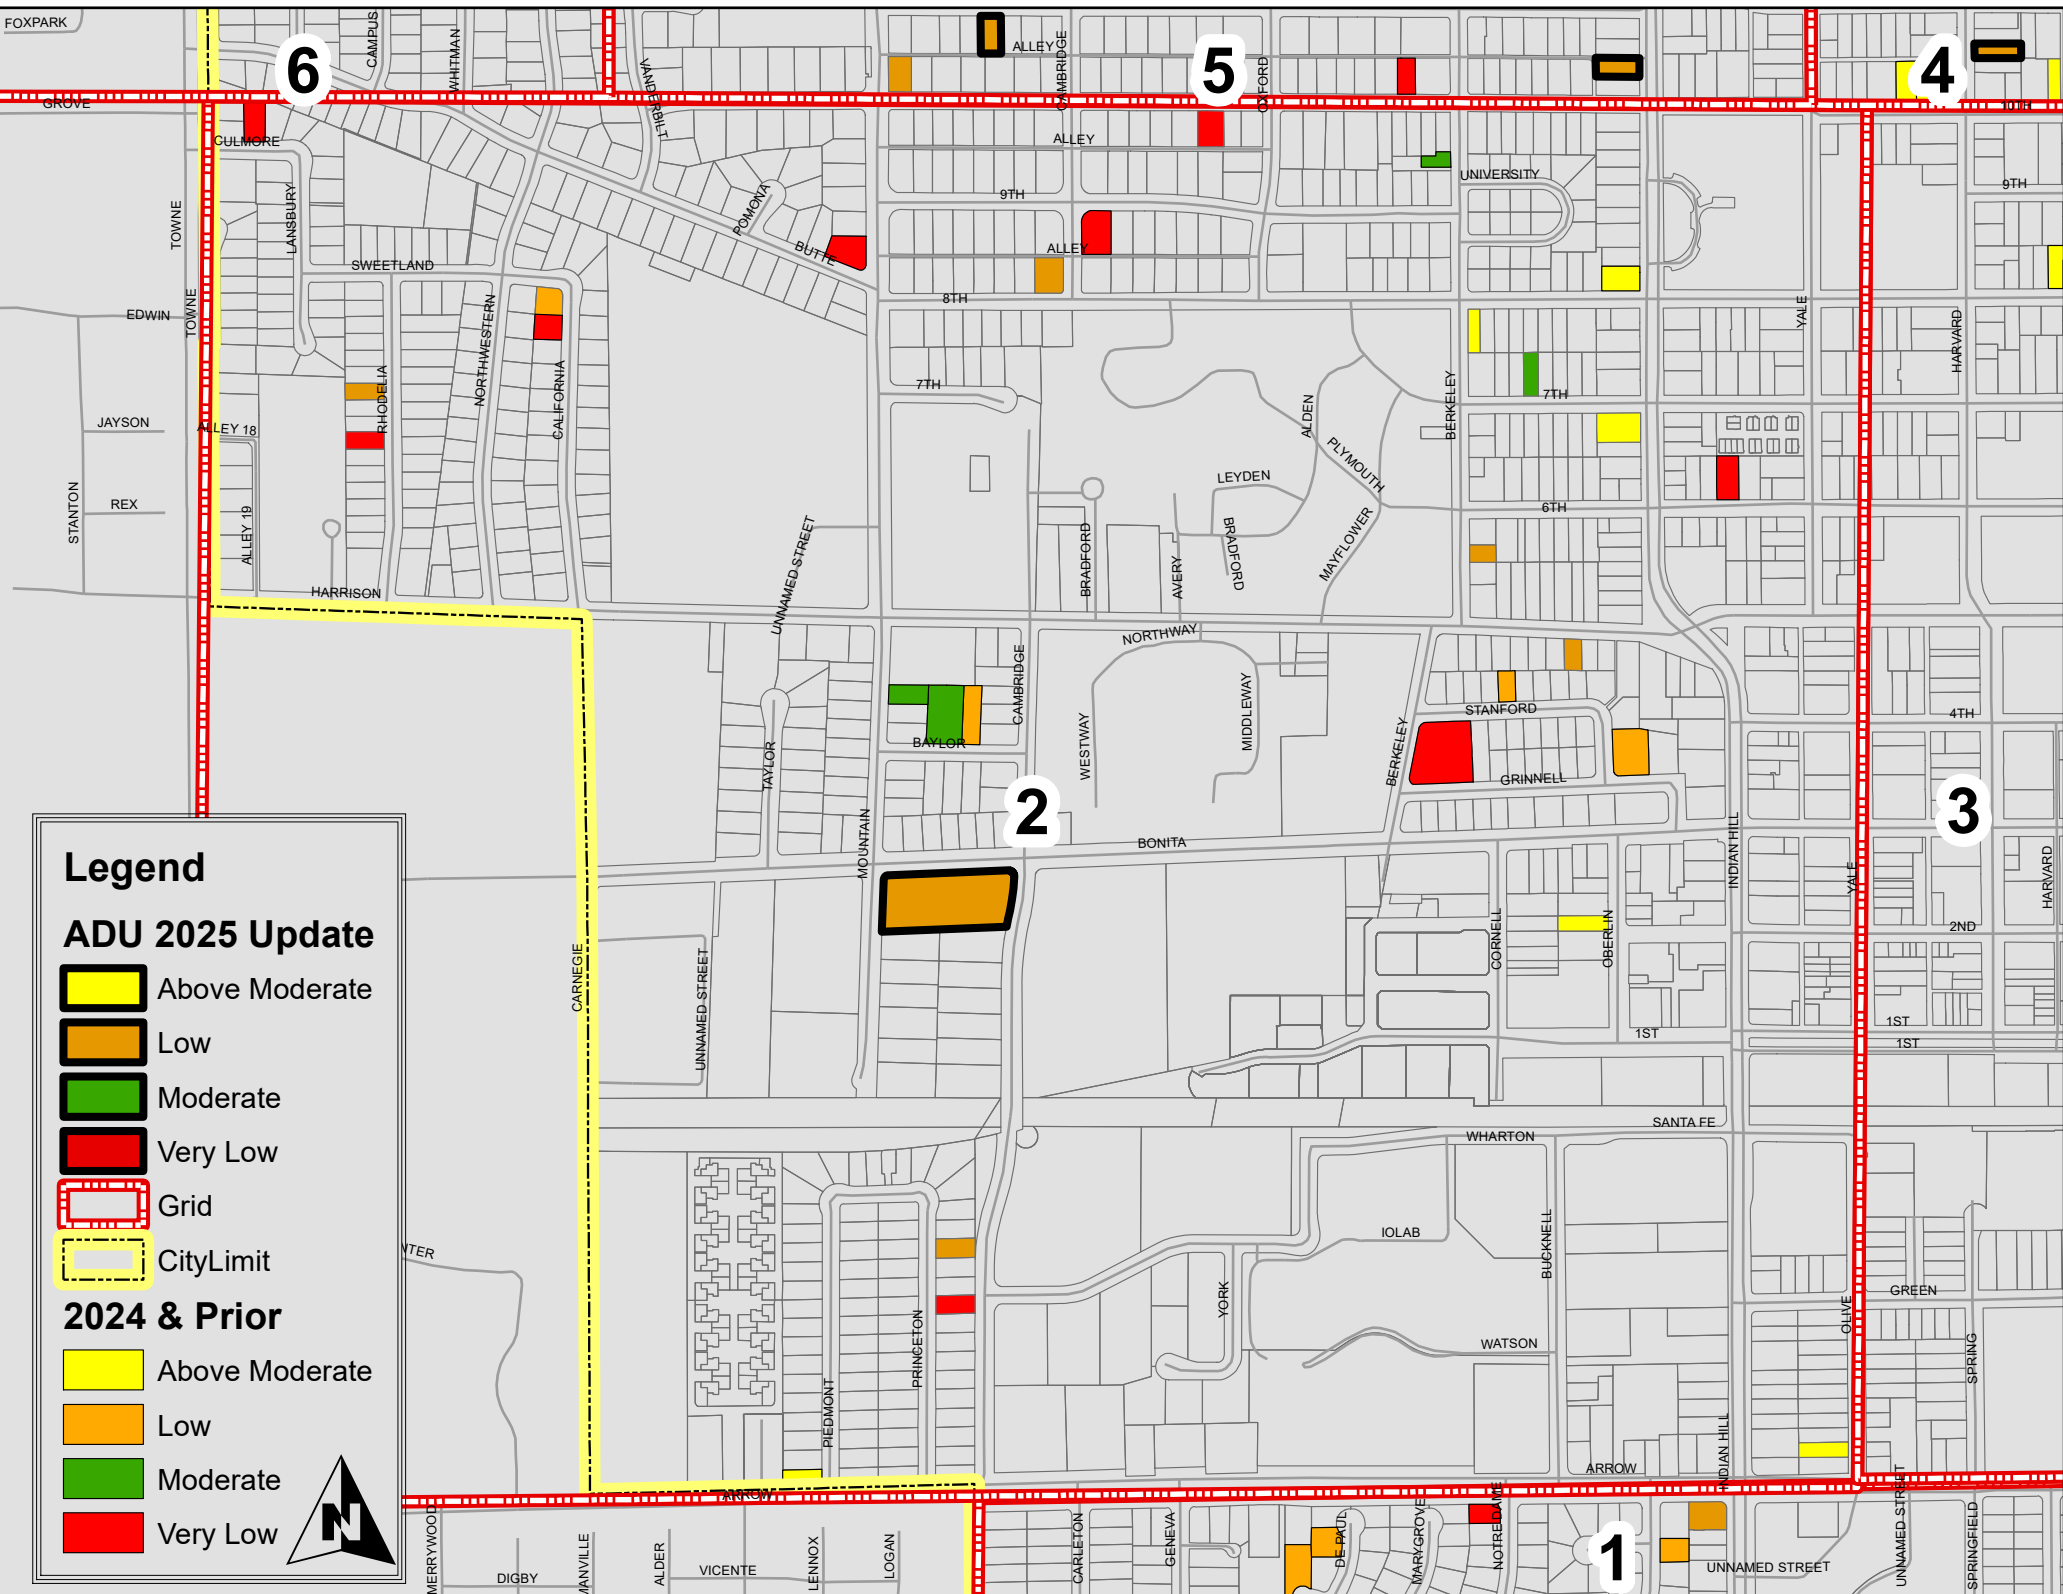 FOXPARK
CAMPUS
WHITMAN
VANDERBILT
ALLEY
CAMBRIDGE
OXFORD
6
5
4
GROVE
10TH
CULMORE
ALLEY
UNIVERSITY
9TH
9TH
TOWNE
LANSBURY
POMONA
BUTTE
ALLEY
SWEETLAND
8TH
EDWIN
TOWNE
NORTHWESTERN
YALE
HARVARD
RHODELIA
CALIFORNIA
7TH
7TH
ALDEN
BERKELEY
JAYSON
ALLEY 18
PLYMOUTH
LEYDEN
STANTON
REX
ALLEY 19
6TH
UNNAMED STREET
BRADFORD
AVERY
BRADFORD
MAYFLOWER
HARRISON
NORTHWAY
CAMBRIDGE
WESTWAY
MIDDLEWAY
STANFORD
4TH
BAYLOR
TAYLOR
BERKELEY
GRINNELL
2
3
MOUNTAIN
BONITA
INDIAN HILL
YALE
HARVARD
Legend
ADU 2025 Update
Above Moderate
Low
Moderate
Very Low
Grid
CityLimit
2024 & Prior
Above Moderate
Low
Moderate
Very Low
N
CARNEGIE
UNNAMED STREET
CORNELL
OBERLIN
2ND
1ST
1ST
1ST
SANTA FE
WHARTON
NTER
IOLAB
BUCKNELL
YORK
GREEN
OLIVE
WATSON
SPRING
PRINCETON
PIEDMONT
INDIAN HILL
ARROW
ARROW
MERRYWOOD
DIGBY
MANVILLE
ALDER
VICENTE
LENNOX
LOGAN
CARLETON
GENEVA
DE PAUL
MARYGROVE
NOTRE DAME
1
UNNAMED STREET
UNNAMED STREET
SPRINGFIELD